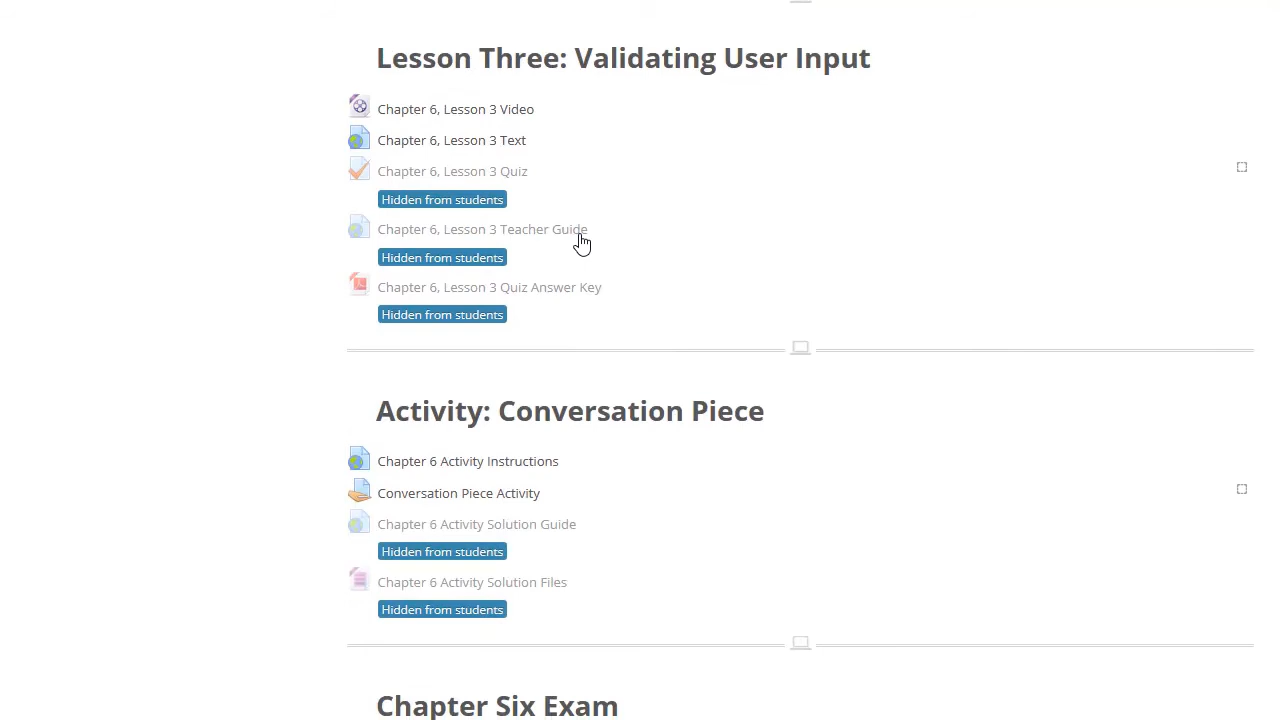 Lesson Three: Validating User Input
Chapter 6, Lesson 3 Video
Chapter 6, Lesson 3 Text
Chapter 6, Lesson 3 Quiz
Hidden from students
Chapter 6, Lesson 3 Teacher Guide
Hidden from students
Chapter 6, Lesson 3 Quiz Answer Key
Hidden from students
Activity: Conversation Piece
Chapter 6 Activity Instructions
Conversation Piece Activity
Chapter 6 Activity Solution Guide
Hidden from students
Chapter 6 Activity Solution Files
Hidden from students
Chapter Six Exam